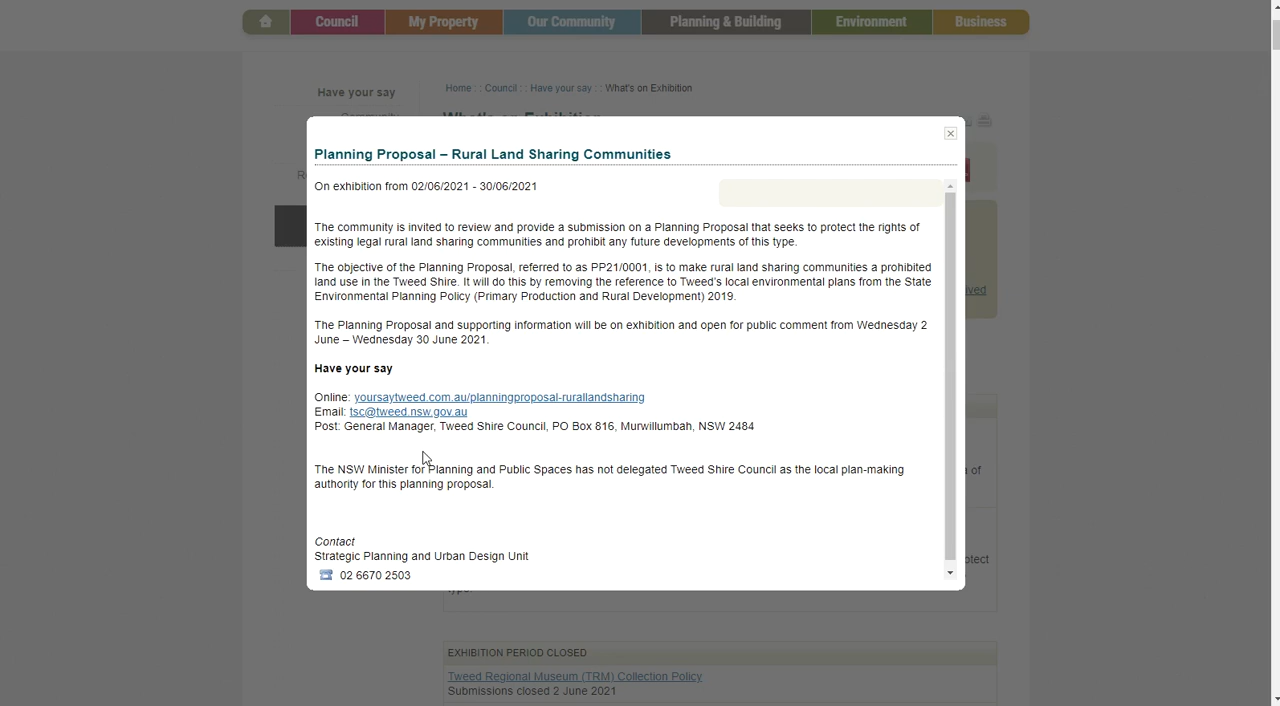 Council
My Property
Our Community
Planning & Building
Environment
Business
Have your say
Home :: Council :: Have your say :: What's on Exhibition
What's on Exhibition
Planning Proposal – Rural Land Sharing Communities
On exhibition from 02/06/2021 - 30/06/2021
The community is invited to review and provide a submission on a Planning Proposal that seeks to protect the rights of
existing legal rural land sharing communities and prohibit any future developments of this type.
The objective of the Planning Proposal, referred to as PP21/0001, is to make rural land sharing communities a prohibited
land use in the Tweed Shire. It will do this by removing the reference to Tweed's local environmental plans from the State
Environmental Planning Policy (Primary Production and Rural Development) 2019.
The Planning Proposal and supporting information will be on exhibition and open for public comment from Wednesday 2
June – Wednesday 30 June 2021.
Have your say
Online: yoursaytweed.com.au/planningproposal-rurallandsharing
Email: tsc@tweed.nsw.gov.au
Post: General Manager, Tweed Shire Council, PO Box 816, Murwillumbah, NSW 2484
The NSW Minister for Planning and Public Spaces has not delegated Tweed Shire Council as the local plan-making
authority for this planning proposal.
Contact
Strategic Planning and Urban Design Unit
02 6670 2503
of
type.
EXHIBITION PERIOD CLOSED
Tweed Regional Museum (TRM) Collection Policy
Submissions closed 2 June 2021